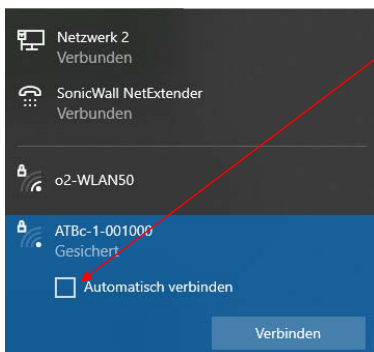 Netzwerk 2
Verbunden
SonicWall NetExtender
Verbunden
o2-WLAN50
ATBc-1-001000
Gesichert
Automatisch verbinden
Verbinden